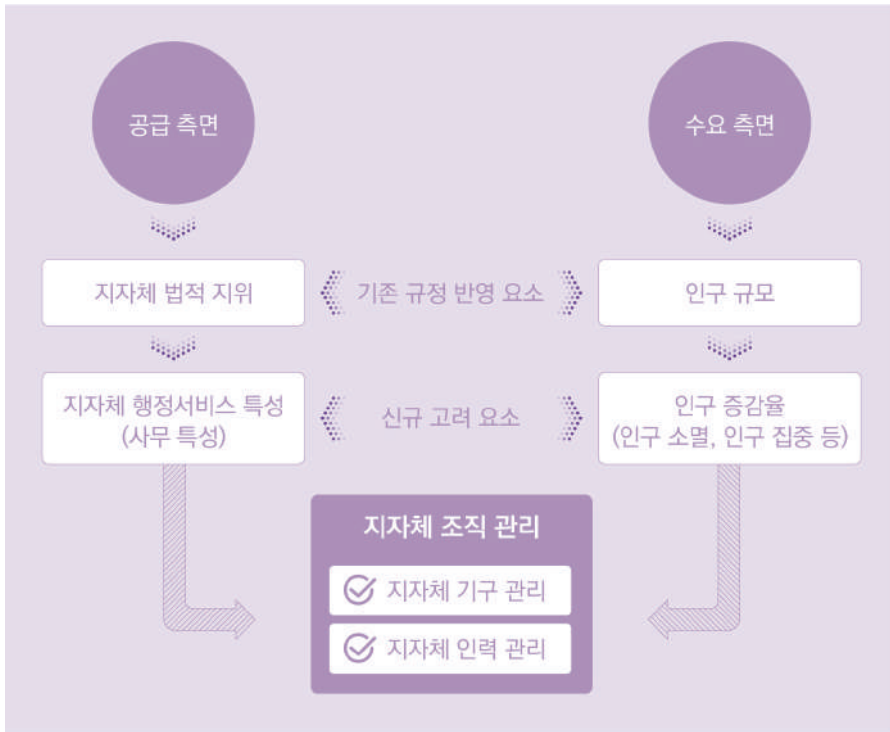 공급 측면
수요 측면
지자체 법적 지위
기존 규정 반영 요소
인구 규모
지자체 행정서비스 특성
(사무 특성)
신규 고려 요소
인구 증감율
(인구 소멸, 인구 집중 등)
지자체 조직 관리
지자체 기구 관리
지자체 인력 관리